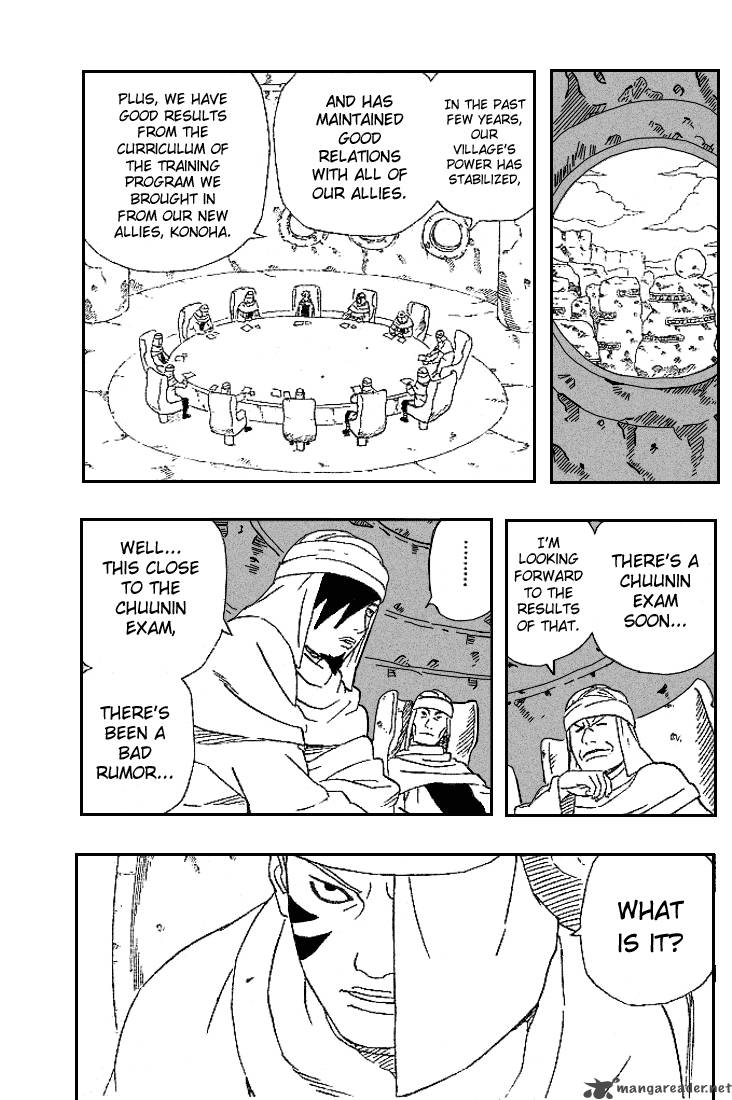 IN THE PAST
FEW YEARS,
OUR
VILLAGE'S
POWER HAS
STABILIZED,
AND HAS
MAINTAINED
GOOD
RELATIONS
WITH ALL OF
OUR ALLIES.
PLUS, WE HAVE
GOOD RESULTS
FROM THE
CURRICULUM OF
THE TRAINING
PROGRAM WE
BROUGHT IN
FROM OUR NEW
ALLIES, KONOHA.
THERE'S A
CHUUNIN
EXAM
SOON...
I'M
LOOKING
FORWARD
TO THE
RESULTS
OF THAT.
.........
WELL...
THIS CLOSE
TO THE
CHUUNIN
EXAM,
THERE'S
BEEN A
BAD
RUMOR...
WHAT
IS IT?
mangareader.net